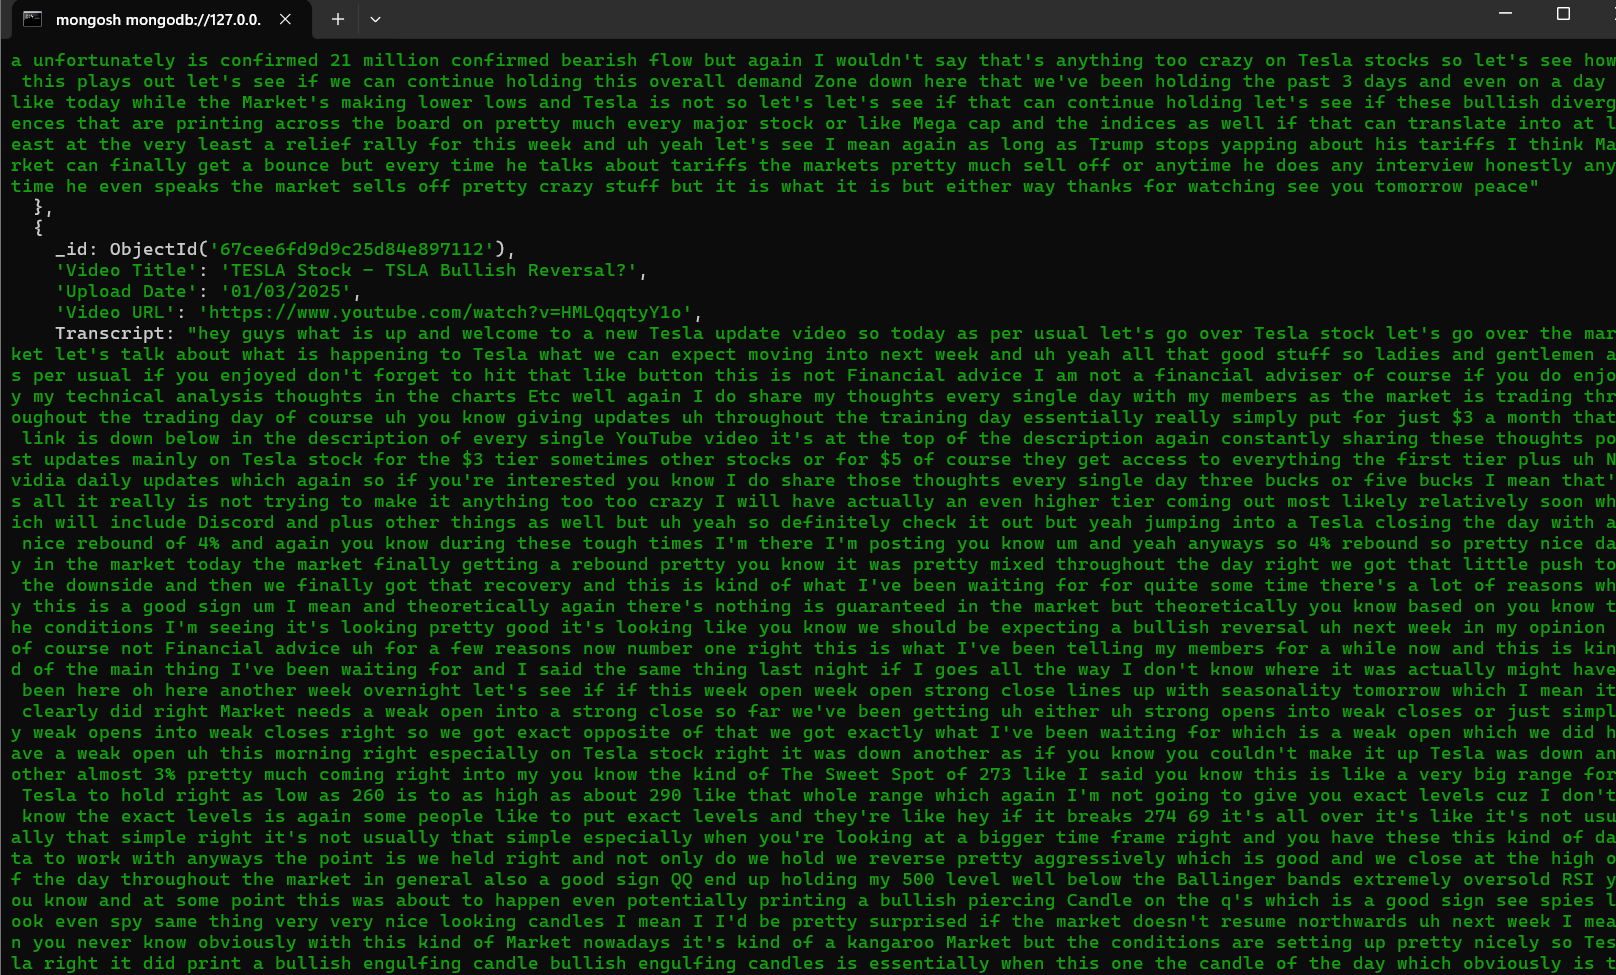 mongosh mongodb://127.0.0.
a unfortunately is confirmed 21 million confirmed bearish flow but again I wouldn't say that's anything too crazy on Tesla stocks so let's see how
this plays out let's see if we can continue holding this overall demand Zone down here that we've been holding the past 3 days and even on a day
like today while the Market's making lower lows and Tesla is not so let's let's see if that can continue holding let's see if these bullish diverg
ences that are printing across the board on pretty much every major stock or like Mega cap and the indices as well if that can translate into at l
east at the very least a relief rally for this week and uh yeah let's see I mean again as long as Trump stops yapping about his tariffs I think Ma
rket can finally get a bounce but every time he talks about tariffs the markets pretty much sell off or anytime he does any interview honestly any
time he even speaks the market sells off pretty crazy stuff but it is what it is but either way thanks for watching see you tomorrow peace"
},
{
_id: ObjectId('67cee6fd9d9c25d84e897112'),
'Video Title': 'TESLA Stock - TSLA Bullish Reversal?',
'Upload Date': '01/03/2025',
'Video URL': 'https://www.youtube.com/watch?v=HMLQqqtyY1o',
Transcript: "hey guys what is up and welcome to a new Tesla update video so today as per usual let's go over Tesla stock let's go over the mar
ket let's talk about what is happening to Tesla what we can expect moving into next week and uh yeah all that good stuff so ladies and gentlemen a
s per usual if you enjoyed don't forget to hit that like button this is not Financial advice I am not a financial adviser of course if you do enjo
y my technical analysis thoughts in the charts Etc well again I do share my thoughts every single day with my members as the market is trading thr
oughout the trading day of course uh you know giving updates uh throughout the training day essentially really simply put for just $3 a month that
link is down below in the description of every single YouTube video it's at the top of the description again constantly sharing these thoughts po
st updates mainly on Tesla stock for the $3 tier sometimes other stocks or for $5 of course they get access to everything the first tier plus uh N
vidia daily updates which again so if you're interested you know I do share those thoughts every single day three bucks or five bucks I mean that'
s all it really is not trying to make it anything too too crazy I will have actually an even higher tier coming out most likely relatively soon wh
ich will include Discord and plus other things as well but uh yeah so definitely check it out but yeah jumping into a Tesla closing the day with a
nice rebound of 4% and again you know during these tough times I'm there I'm posting you know um and yeah anyways so 4% rebound so pretty nice da
y in the market today the market finally getting a rebound pretty you know it was pretty mixed throughout the day right we got that little push to
the downside and then we finally got that recovery and this is kind of what I've been waiting for for quite some time there's a lot of reasons wh
y this is a good sign um I mean and theoretically again there's nothing is guaranteed in the market but theoretically you know based on you know t
he conditions I'm seeing it's looking pretty good it's looking like you know we should be expecting a bullish reversal uh next week in my opinion
of course not Financial advice uh for a few reasons now number one right this is what I've been telling my members for a while now and this is kin
d of the main thing I've been waiting for and I said the same thing last night if I goes all the way I don't know where it was actually might have
been here oh here another week overnight let's see if if this week open week open strong close lines up with seasonality tomorrow which I mean it
clearly did right Market needs a weak open into a strong close so far we've been getting uh either uh strong opens into weak closes or just simpl
y weak opens into weak closes right so we got exact opposite of that we got exactly what I've been waiting for which is a weak open which we did h
ave a weak open uh this morning right especially on Tesla stock right it was down another as if you know you couldn't make it up Tesla was down an
other almost 3% pretty much coming right into my you know the kind of The Sweet Spot of 273 like I said you know this is like a very big range for
Tesla to hold right as low as 260 is to as high as about 290 like that whole range which again I'm not going to give you exact levels cuz I don't
know the exact levels is again some people like to put exact levels and they're like hey if it breaks 274 69 it's all over it's like it's not usu
ally that simple right it's not usually that simple especially when you're looking at a bigger time frame right and you have these this kind of da
ta to work with anyways the point is we held right and not only do we hold we reverse pretty aggressively which is good and we close at the high o
f the day throughout the market in general also a good sign QQ end up holding my 500 level well below the Ballinger bands extremely oversold RSI y
ou know and at some point this was about to happen even potentially printing a bullish piercing Candle on the q's which is a good sign see spies l
ook even spy same thing very very nice looking candles I mean I I'd be pretty surprised if the market doesn't resume northwards uh next week I mea
n you never know obviously with this kind of Market nowadays it's kind of a kangaroo Market but the conditions are setting up pretty nicely so Tes
la right it did print a bullish engulfing candle bullish engulfing candles is essentially when this one the candle of the day which obviously is t